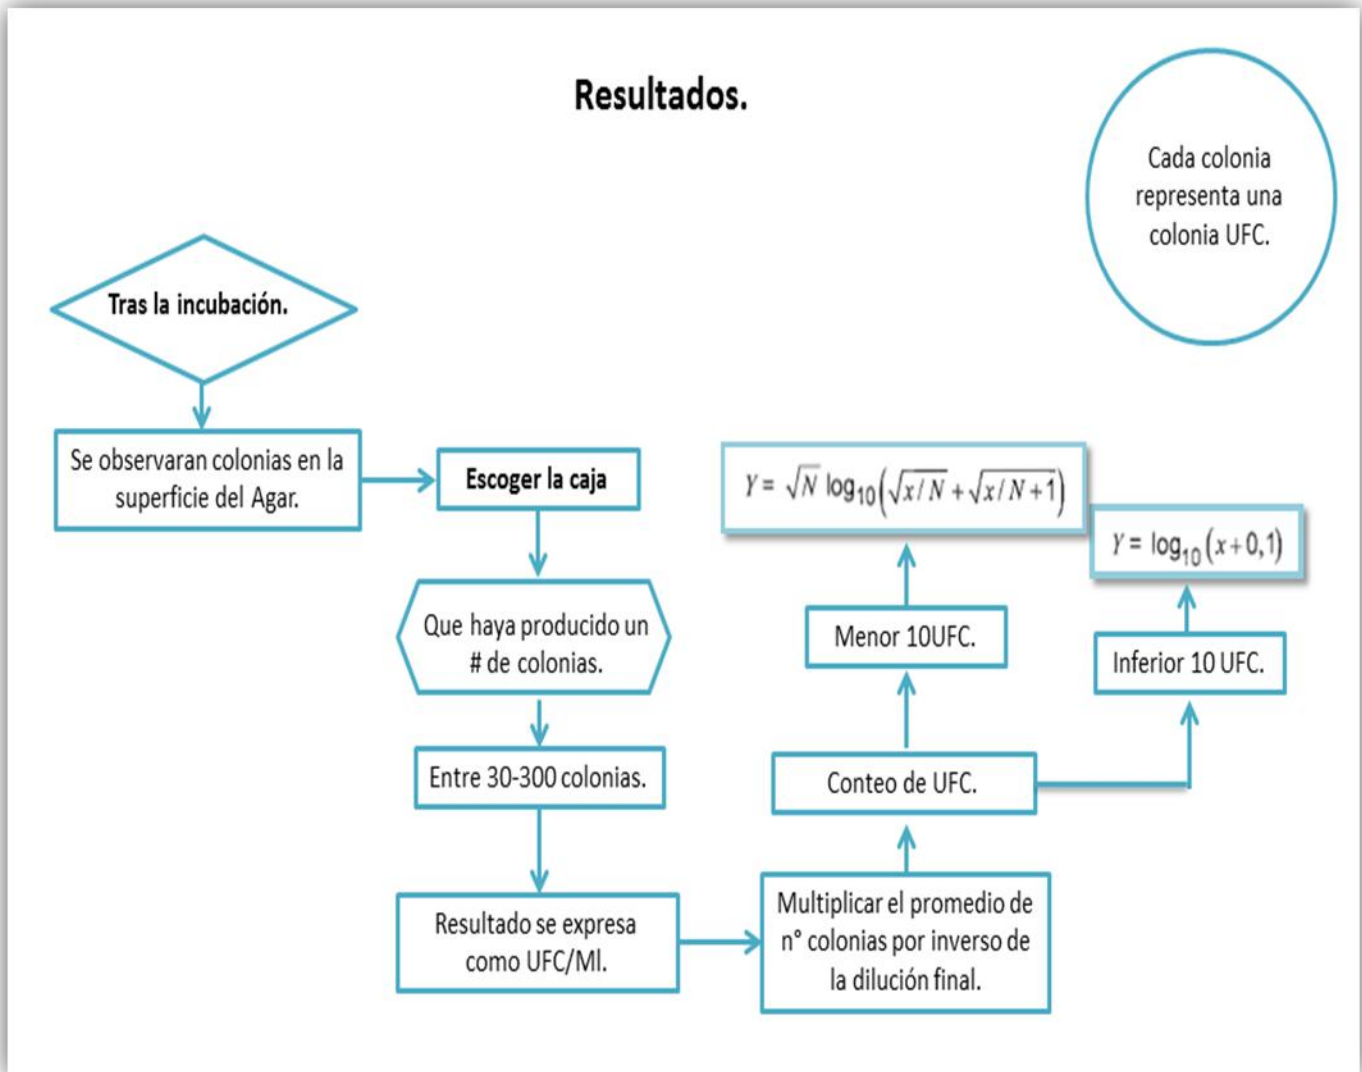 Resultados.
Cada colonia
representa una
colonia UFC.
Tras la incubación.
Se observaran colonias en la
superficie del Agar.
Escoger la caja
Que haya producido un
# de colonias.
Entre 30-300 colonias.
Resultado se expresa
como UFC/Ml.
Multiplicar el promedio de
n° colonias por inverso de
la dilución final.
Conteo de UFC.
Menor 10UFC.
Y = √N log₁₀(√x/N + √x/N+1)
Inferior 10 UFC.
Y = log₁₀(x+0,1)